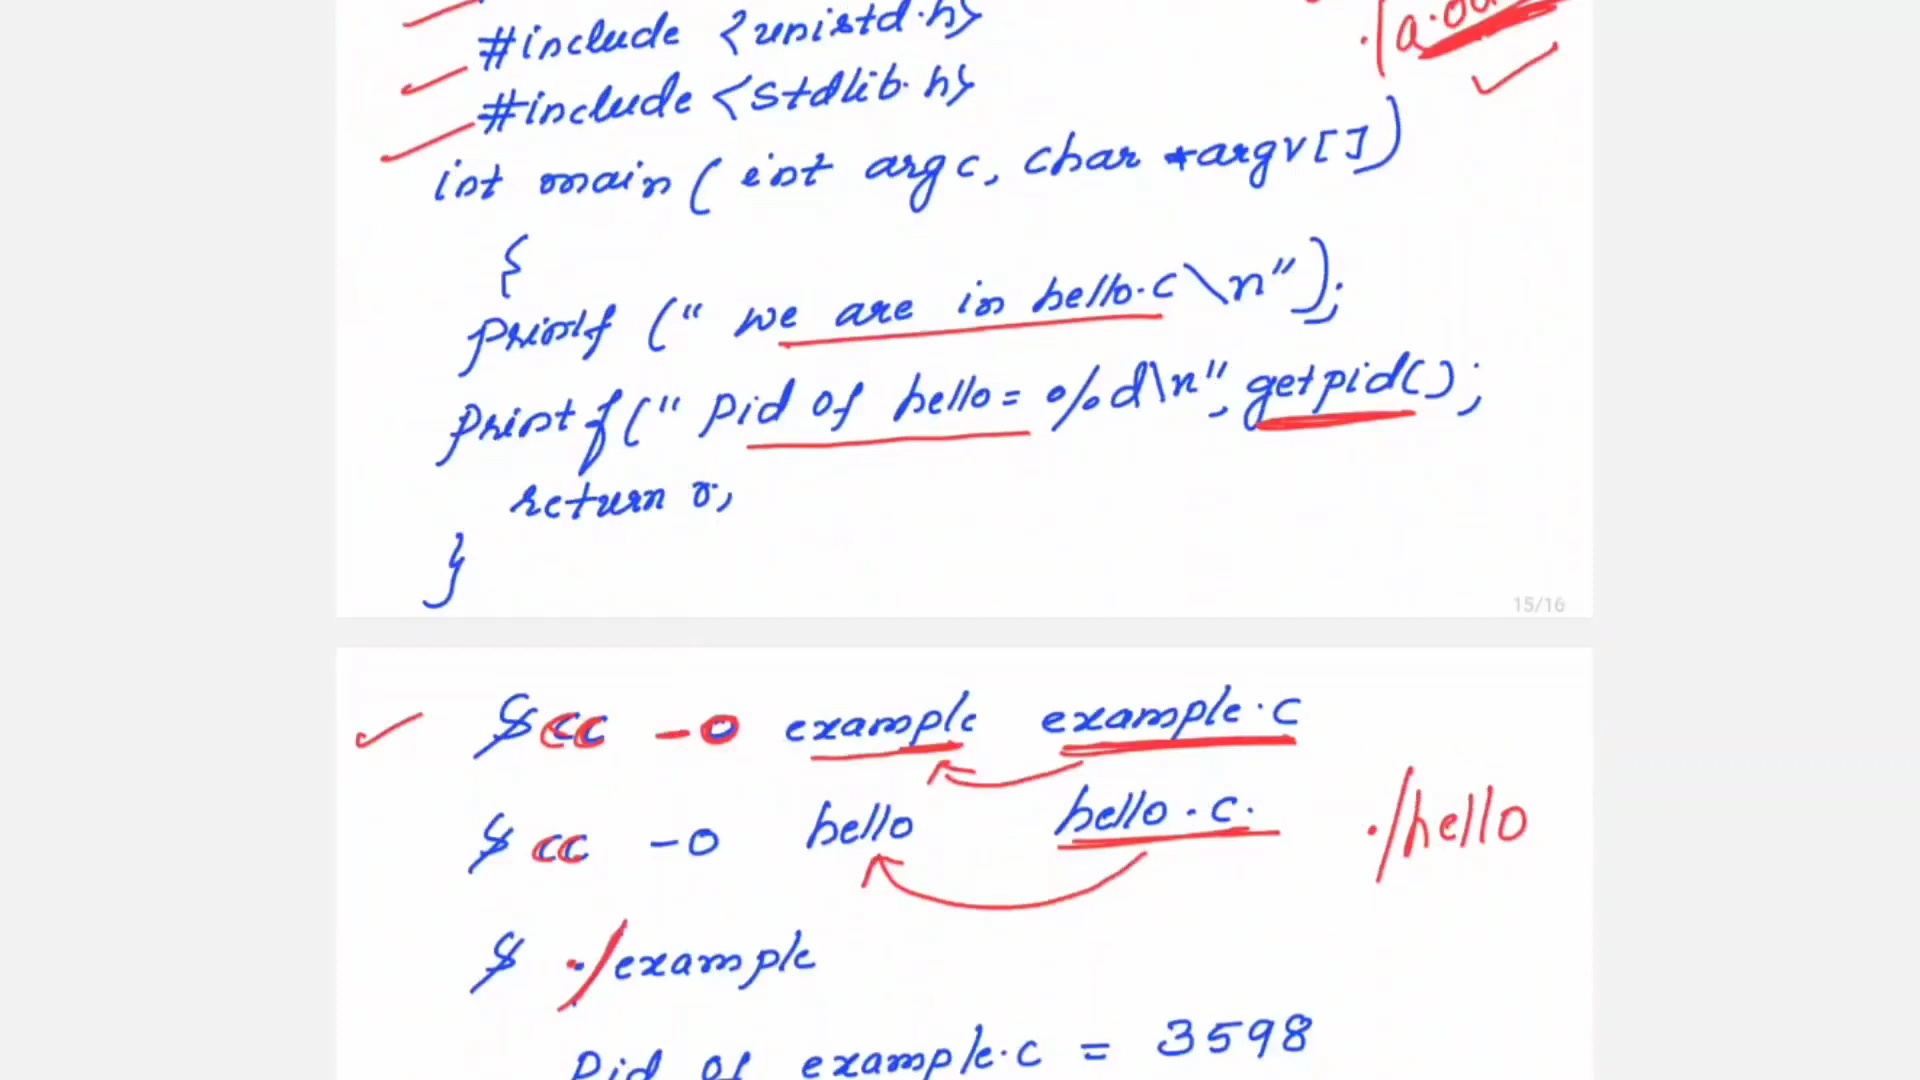 ./a.ou
#include <unistd.h>
#include <stdlib.h>
int main ( int argc, char *argv[])
{
printf (" we are in hello.c \n");
printf(" pid of hello= %d\n", getpid();
return 0;
}
15/16
$ cc -o example example.c
$ cc -o hello hello.c. ./hello
$ ./example
Pid of example.c = 3598